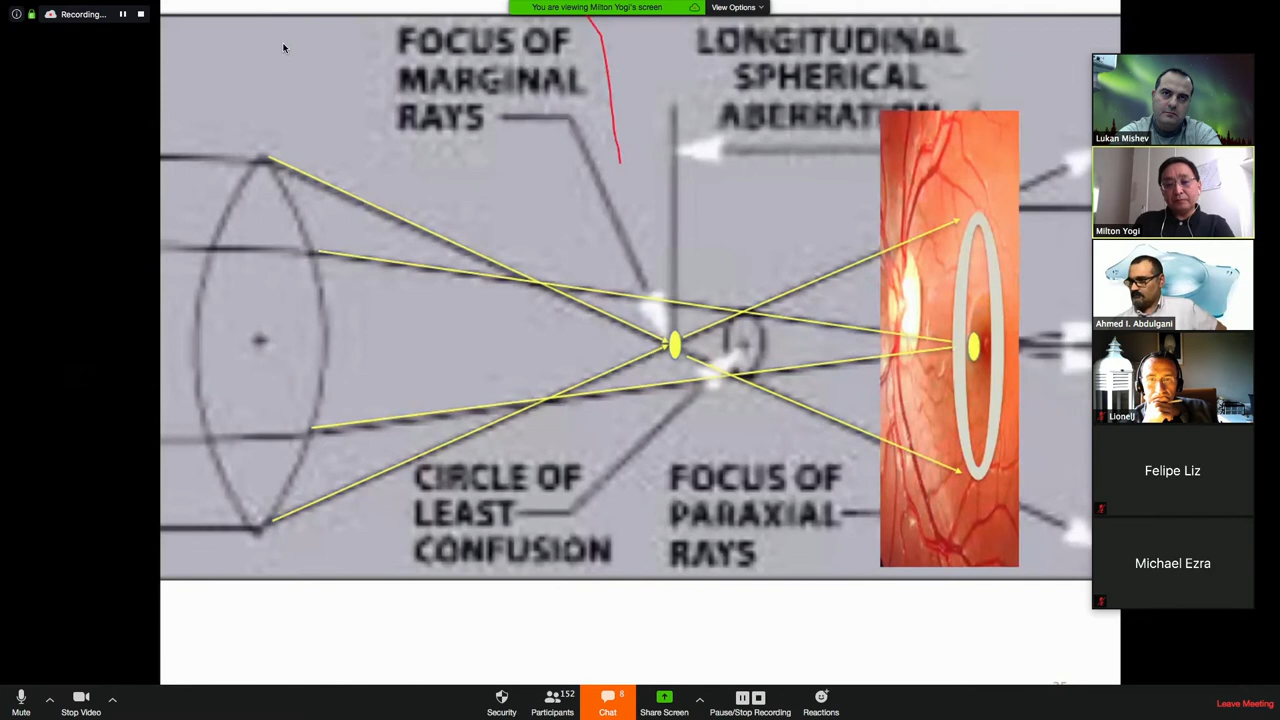 Recording...
You are viewing Milton Yogi's screen
View Options
FOCUS OF
MARGINAL
RAYS
LONGITUDINAL
SPHERICAL
ABERRATION
CIRCLE OF
LEAST
CONFUSION
FOCUS OF
PARAXIAL
RAYS
Lukan Mishev
Milton Yogi
Ahmed I. Abdulgani
LionelJ
Felipe Liz
Michael Ezra
Mute
Stop Video
Security
152
Participants
8
Chat
Share Screen
Pause/Stop Recording
Reactions
Leave Meeting